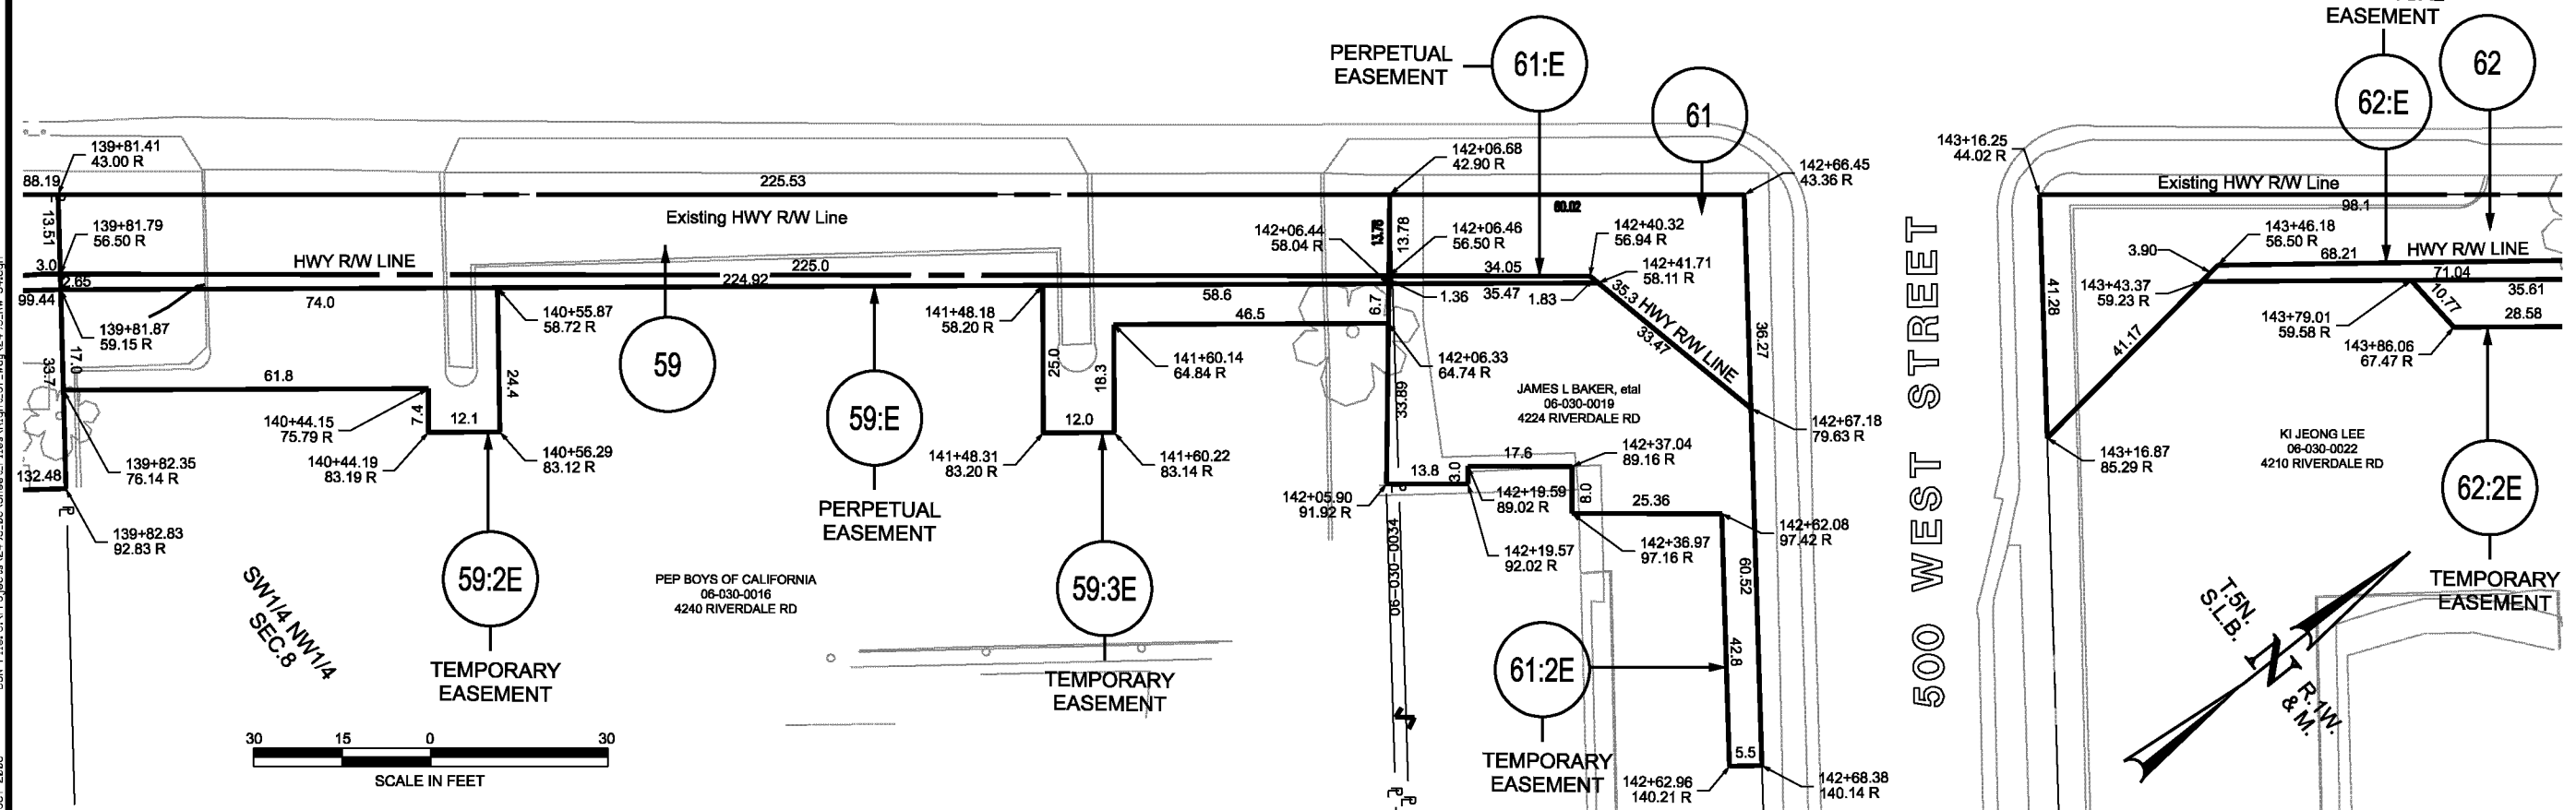 EASEMENT
62
62:E
PERPETUAL
EASEMENT
61:E
61
139+81.41
43.00 R
88.19
225.53
142+06.68
42.90 R
142+66.45
43.36 R
143+16.25
44.02 R
Existing HWY R/W Line
98.1
60.02
Existing HWY R/W Line
13.51
139+81.79
56.50 R
3.0
2.65
HWY R/W LINE
225.0
224.92
142+06.44
58.04 R
13.78
13.78
142+06.46
56.50 R
142+40.32
56.94 R
34.05
142+41.71
58.11 R
1.36
35.47
1.83
35.3 HWY R/W LINE
33.47
36.27
143+46.18
56.50 R
3.90
68.21
HWY R/W LINE
71.04
143+43.37
59.23 R
35.61
10.77
28.58
143+79.01
59.58 R
143+86.06
67.47 R
41.28
41.17
99.44
74.0
139+81.87
59.15 R
140+55.87
58.72 R
141+48.18
58.20 R
58.6
46.5
6.7
141+60.14
64.84 R
142+06.33
64.74 R
33.7
17.0
61.8
7.4
12.1
24.4
59
59:E
25.0
18.3
12.0
33.89
JAMES L BAKER, etal
06-030-0019
4224 RIVERDALE RD
142+67.18
79.63 R
KI JEONG LEE
06-030-0022
4210 RIVERDALE RD
143+16.87
85.29 R
62:2E
140+44.15
75.79 R
139+82.35
76.14 R
140+44.19
83.19 R
140+56.29
83.12 R
141+48.31
83.20 R
141+60.22
83.14 R
132.48
139+82.83
92.83 R
PERPETUAL
EASEMENT
142+05.90
91.92 R
13.8
3.0
17.6
142+37.04
89.16 R
142+19.59
89.02 R
8.0
25.36
142+62.08
97.42 R
142+19.57
92.02 R
142+36.97
97.16 R
60.52
42.8
06-030-0034
500 WEST STREET
59:2E
59:3E
PEP BOYS OF CALIFORNIA
06-030-0016
4240 RIVERDALE RD
SW1/4 NW1/4
SEC.8
TEMPORARY
EASEMENT
TEMPORARY
EASEMENT
61:2E
TEMPORARY
EASEMENT
TEMPORARY
EASEMENT
T.5N.
S.L.B.
N
R.1W.
& M.
5.5
142+62.96
140.21 R
142+68.38
140.14 R
30 15 0 30
SCALE IN FEET